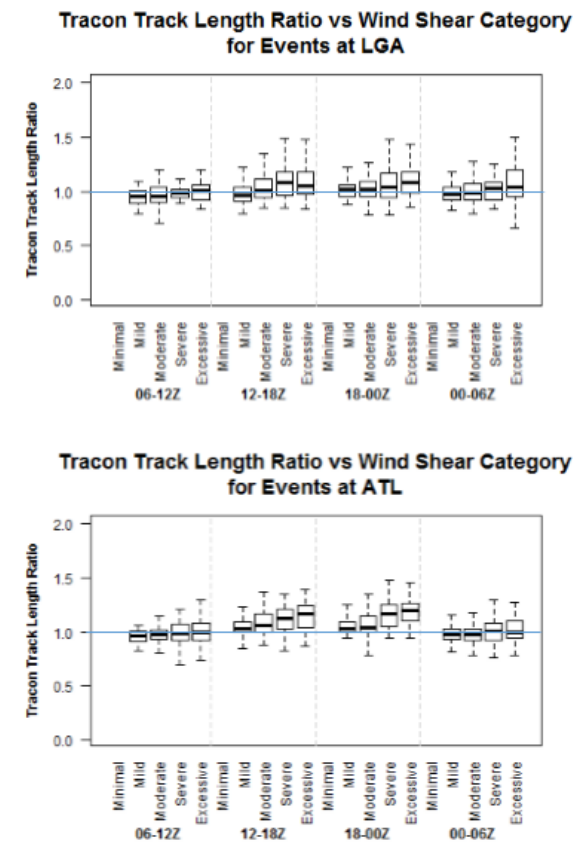 Tracon Track Length Ratio vs Wind Shear Category
for Events at LGA
Tracon Track Length Ratio
2.0
1.5
1.0
0.5
0.0
Minimal
Mild
Moderate
Severe
Excessive
Minimal
Mild
Moderate
Severe
Excessive
Minimal
Mild
Moderate
Severe
Excessive
Minimal
Mild
Moderate
Severe
Excessive
06-12Z
12-18Z
18-00Z
00-06Z
Tracon Track Length Ratio vs Wind Shear Category
for Events at ATL
Tracon Track Length Ratio
2.0
1.5
1.0
0.5
0.0
Minimal
Mild
Moderate
Severe
Excessive
Minimal
Mild
Moderate
Severe
Excessive
Minimal
Mild
Moderate
Severe
Excessive
Minimal
Mild
Moderate
Severe
Excessive
06-12Z
12-18Z
18-00Z
00-06Z